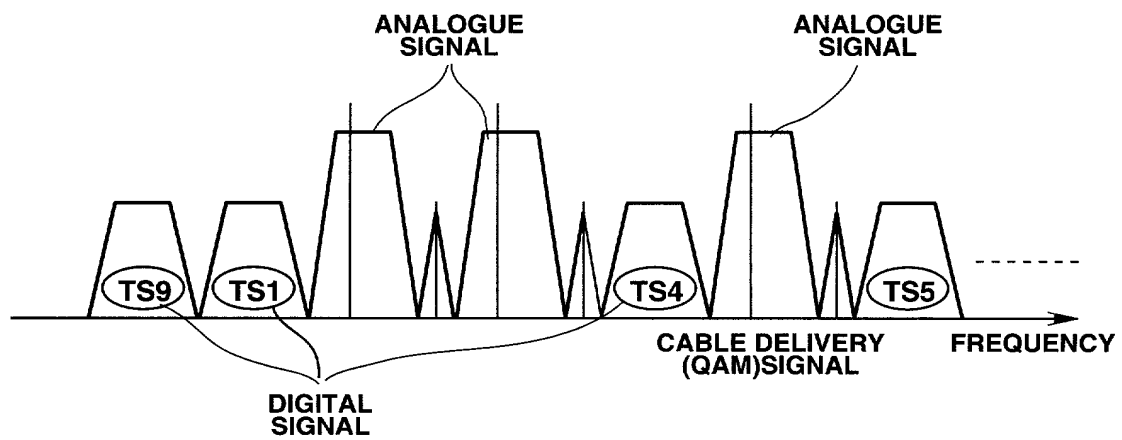 ANALOGUE
SIGNAL
ANALOGUE
SIGNAL
TS9
TS1
TS4
TS5
CABLE DELIVERY
(QAM)SIGNAL
FREQUENCY
DIGITAL
SIGNAL